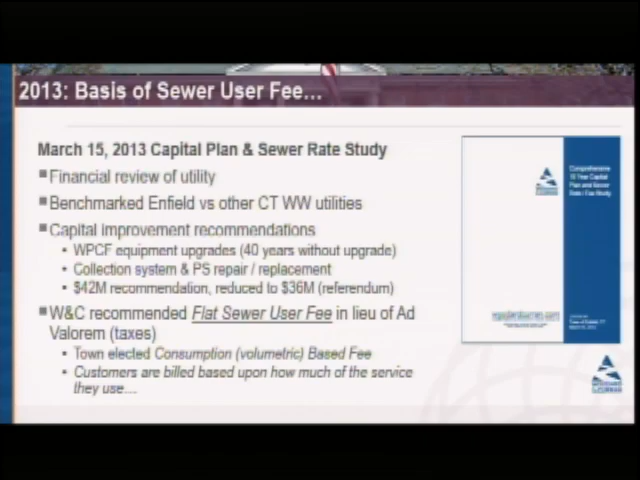 2013: Basis of Sewer User Fee...
March 15, 2013 Capital Plan & Sewer Rate Study
Financial review of utility
Benchmarked Enfield vs other CT WW utilities
Capital improvement recommendations
WPCF equipment upgrades (40 years without upgrade)
Collection system & PS repair / replacement
$42M recommendation, reduced to $36M (referendum)
W&C recommended Flat Sewer User Fee in lieu of Ad
Valorem (taxes)
Town elected Consumption (volumetric) Based Fee
Customers are billed based upon how much of the service
they use....
Comprehensive
10 Year Capital
Plan and Sewer